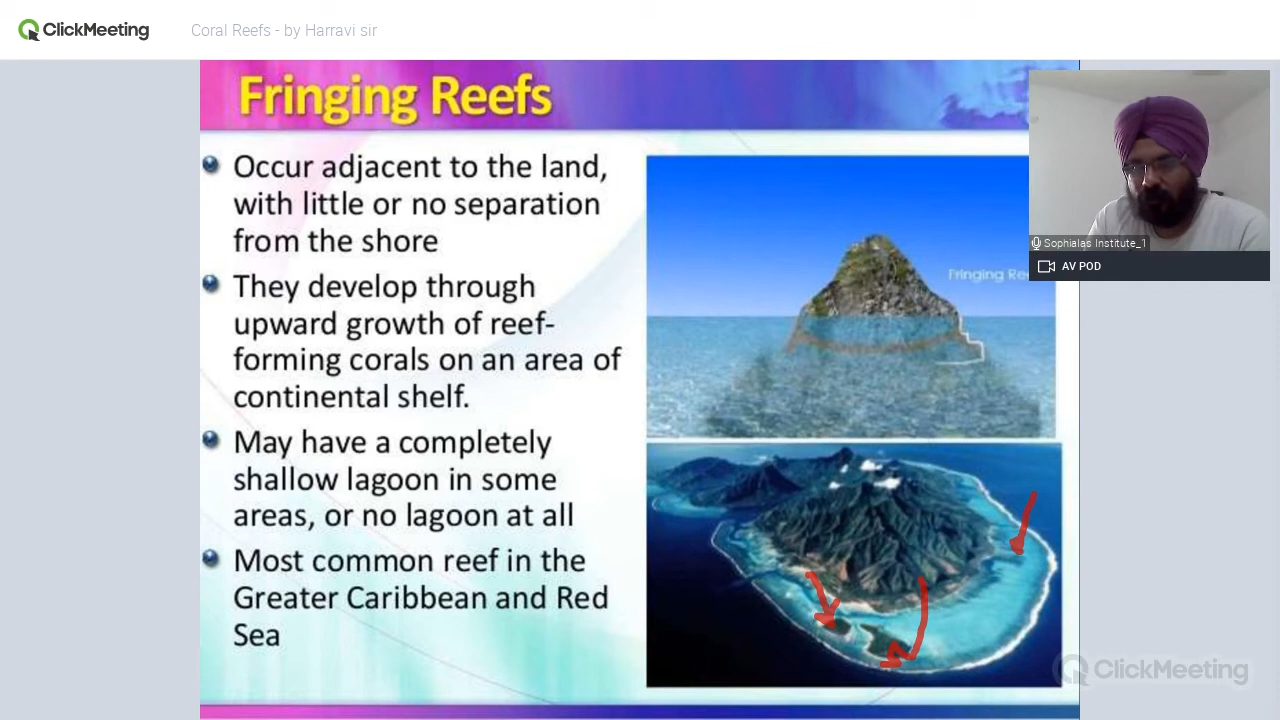 ClickMeeting
Coral Reefs - by Harravi sir
Fringing Reefs
Occur adjacent to the land,
with little or no separation
from the shore
They develop through
upward growth of reef-
forming corals on an area of
continental shelf.
May have a completely
shallow lagoon in some
areas, or no lagoon at all
Most common reef in the
Greater Caribbean and Red
Sea
Fringing Ree
Sophialas Institute_1
AV POD
ClickMeeting